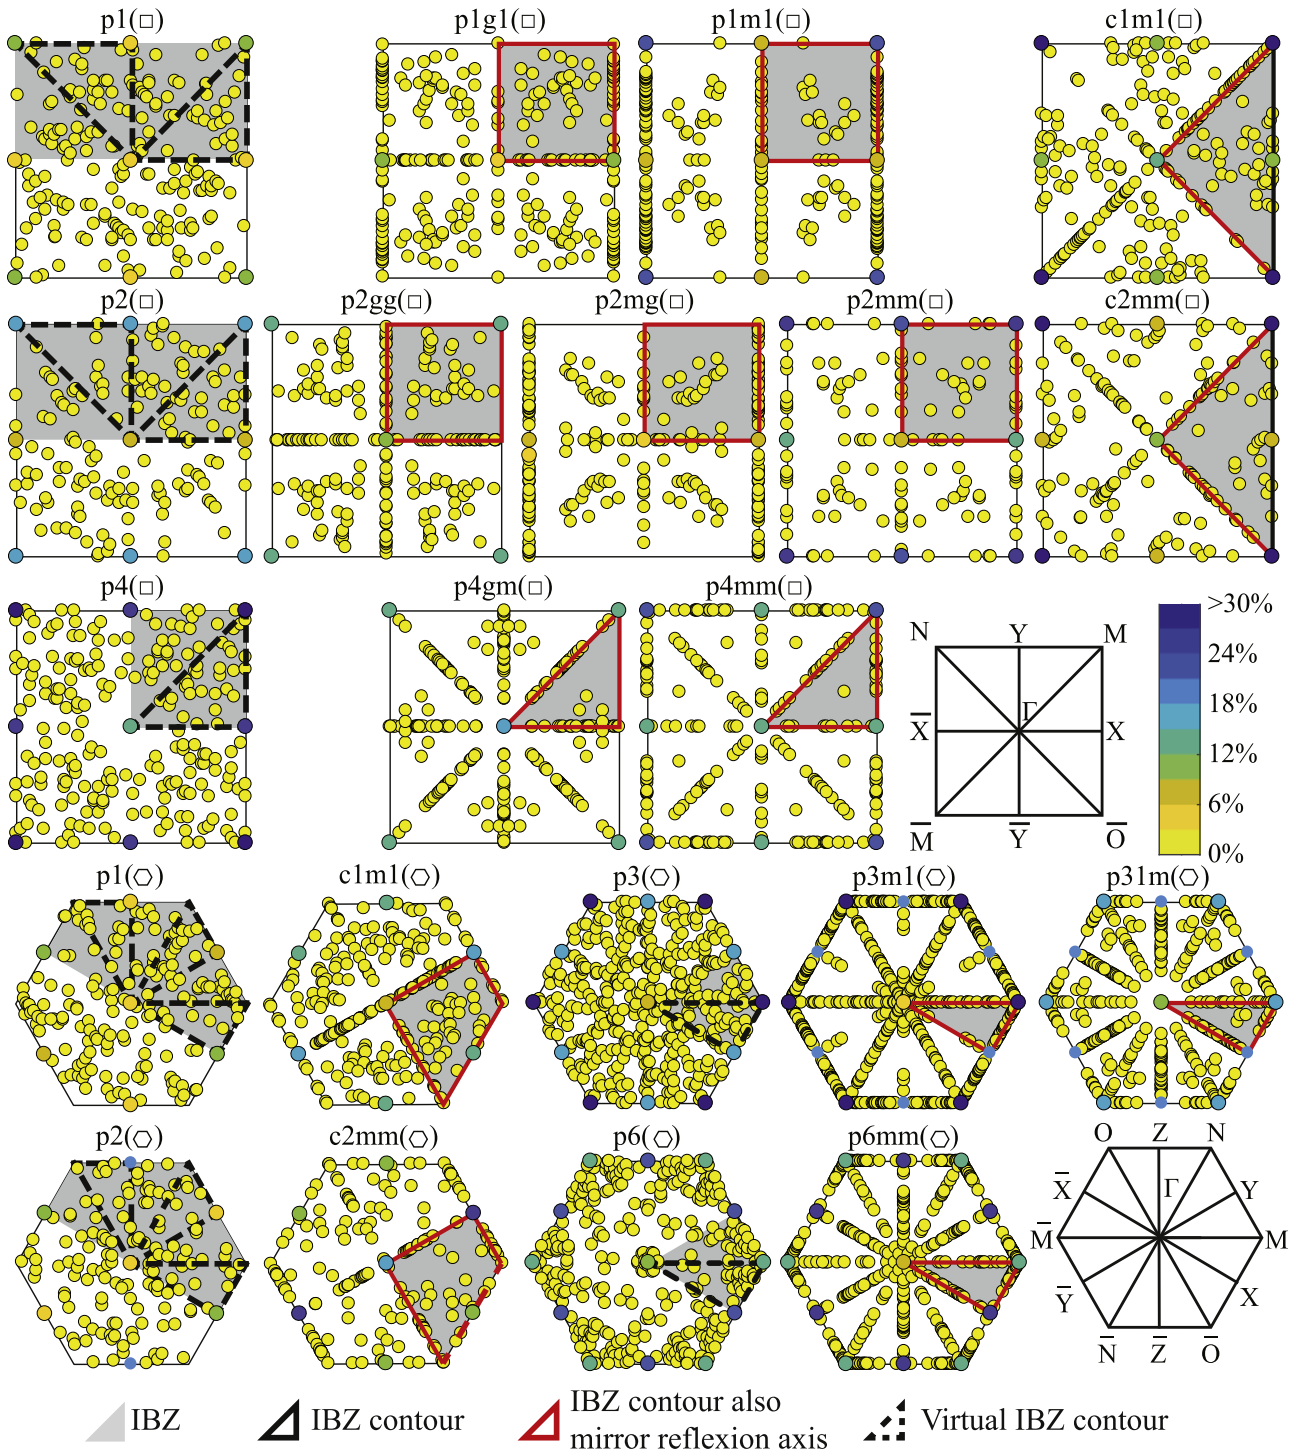 p1(□) p1g1(□) p1m1(□) c1m1(□)
p2(□) p2gg(□) p2mg(□) p2mm(□) c2mm(□)
p4(□) p4gm(□) p4mm(□)
N Y M
Γ
X̅ X
M̅ Y̅ O̅
>30%
24%
18%
12%
6%
0%
p1(⬡) c1m1(⬡) p3(⬡) p3m1(⬡) p31m(⬡)
p2(⬡) c2mm(⬡) p6(⬡) p6mm(⬡)
O Z N
X̅ Γ Y
M̅ M
Y̅ X
N̅ Z̅ O̅
IBZ
IBZ contour
IBZ contour also
mirror reflexion axis
Virtual IBZ contour